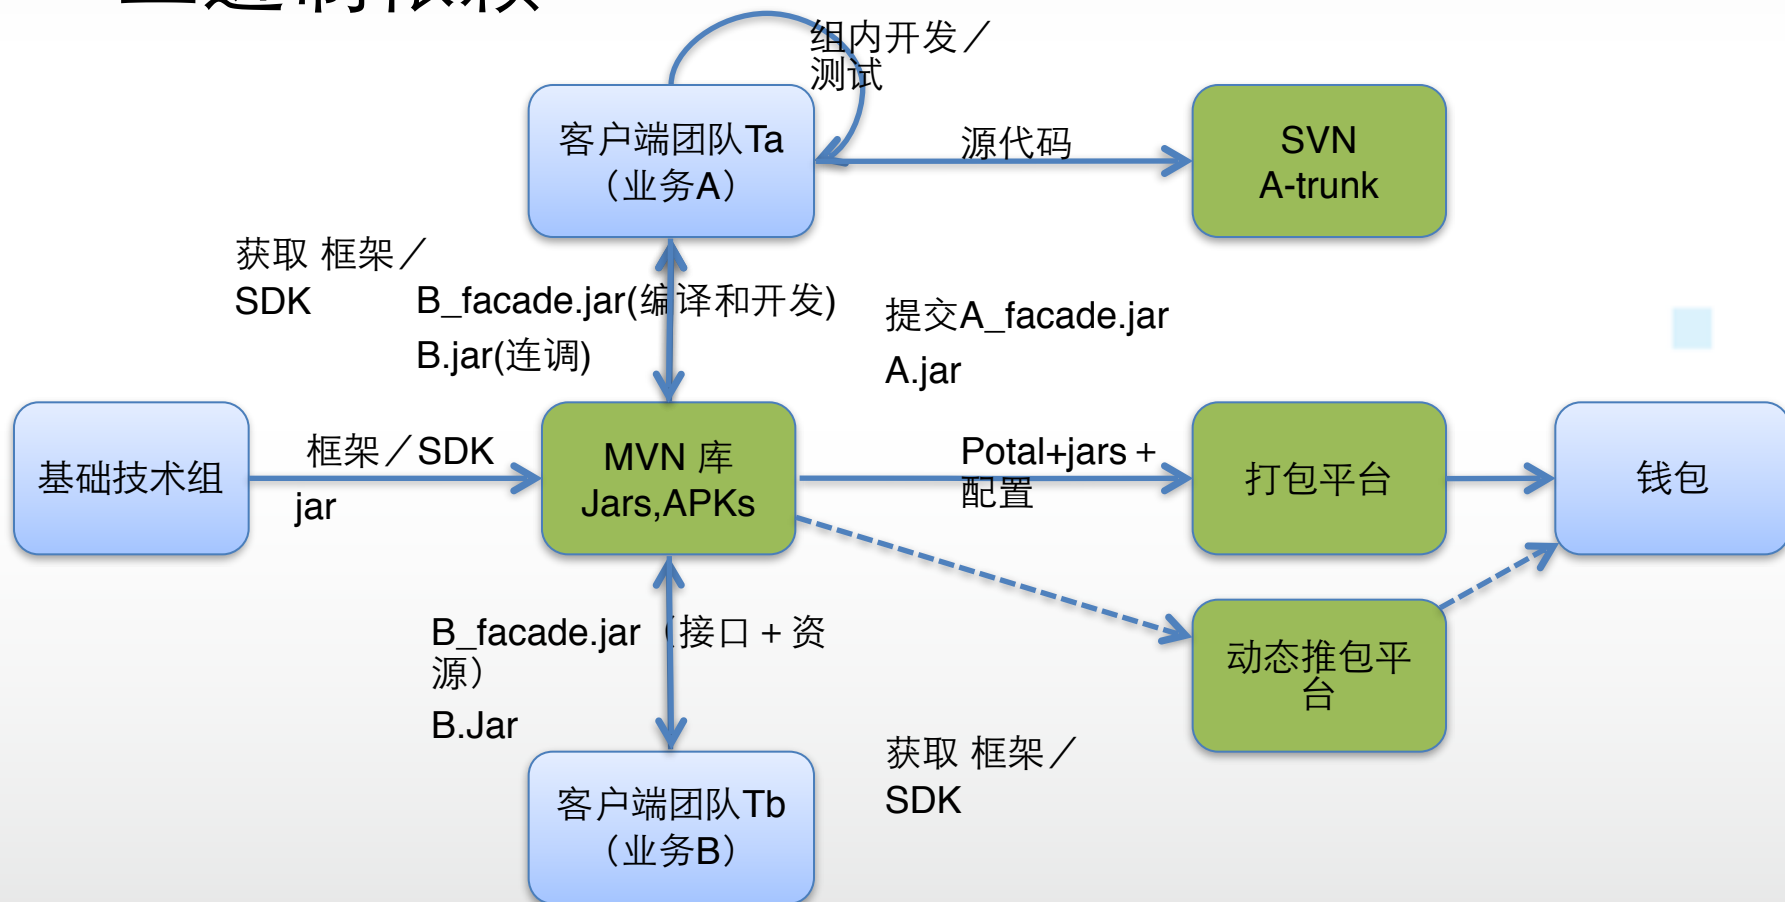 二进制依赖
组内开发／
测试
客户端团队Ta
（业务A）
源代码
SVN
A-trunk
获取 框架／
SDK
B_facade.jar(编译和开发)
B.jar(连调)
提交A_facade.jar
A.jar
基础技术组
框架／SDK
jar
MVN 库
Jars,APKs
Potal+jars＋
配置
打包平台
钱包
B_facade.jar（接口＋资
源）
B.Jar
动态推包平
台
获取 框架／
SDK
客户端团队Tb
（业务B）